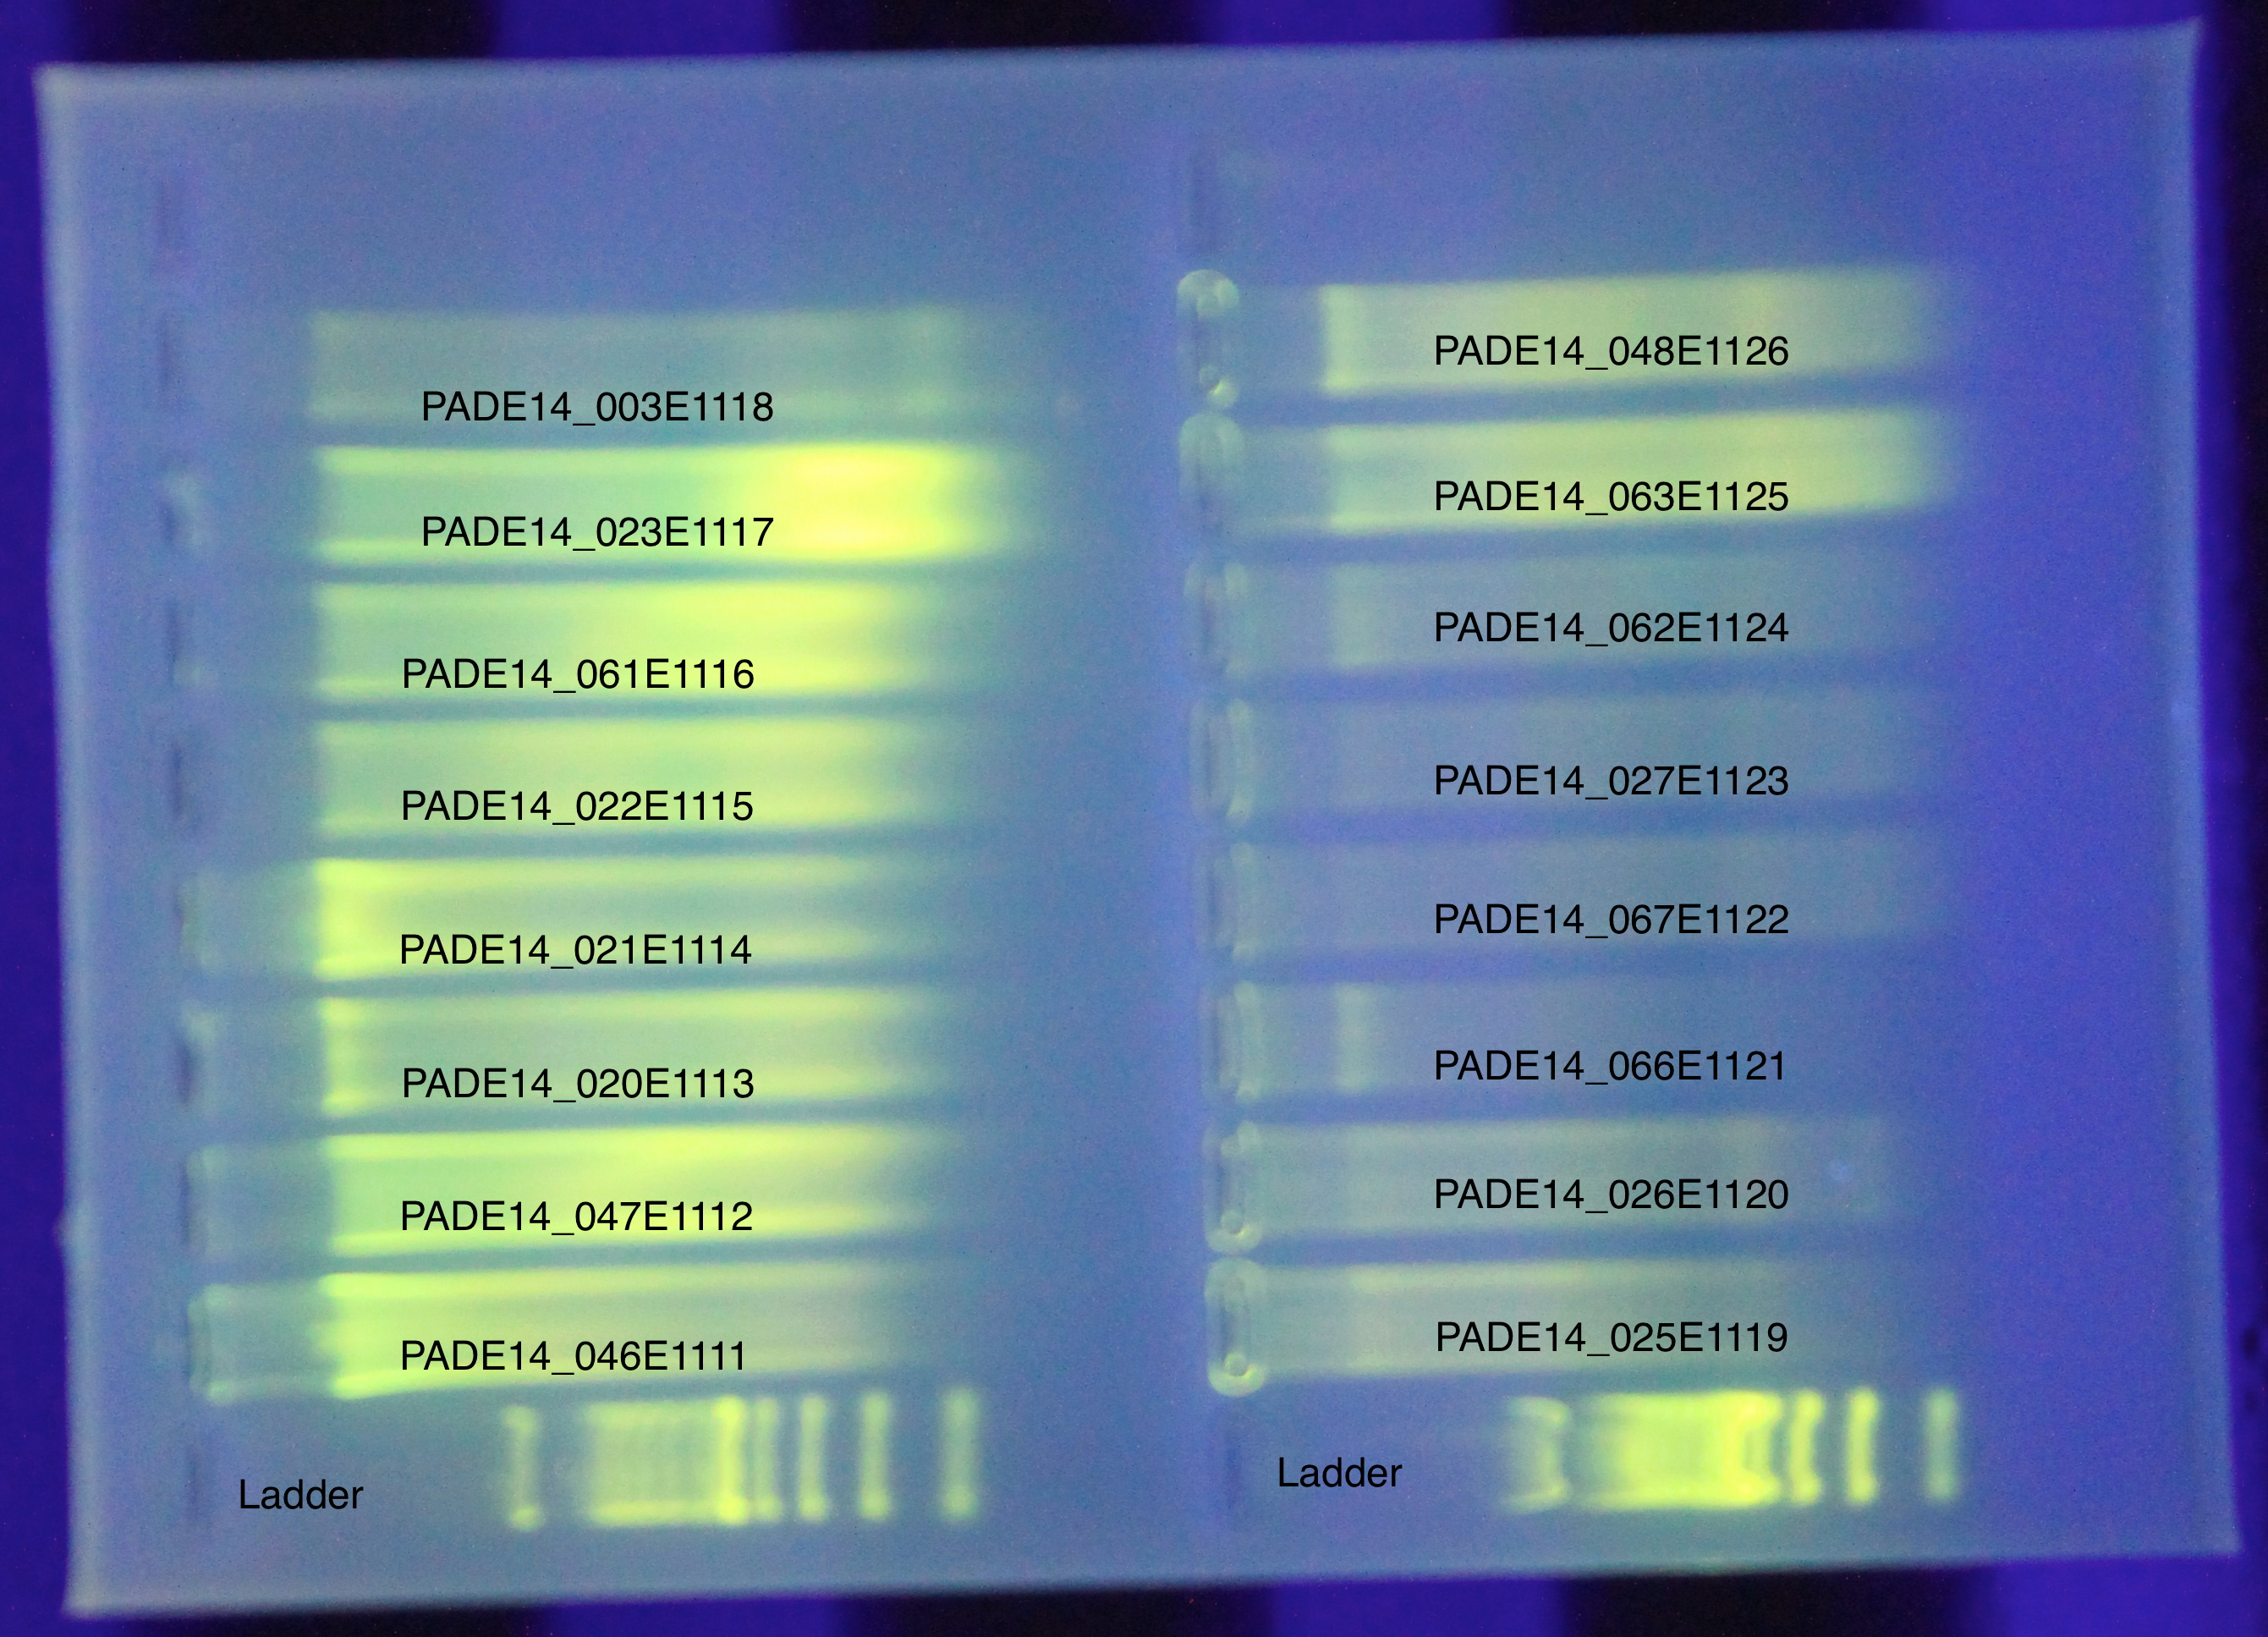 PADE14_003E1118
PADE14_023E1117
PADE14_061E1116
PADE14_022E1115
PADE14_021E1114
PADE14_020E1113
PADE14_047E1112
PADE14_046E1111
Ladder
PADE14_048E1126
PADE14_063E1125
PADE14_062E1124
PADE14_027E1123
PADE14_067E1122
PADE14_066E1121
PADE14_026E1120
PADE14_025E1119
Ladder